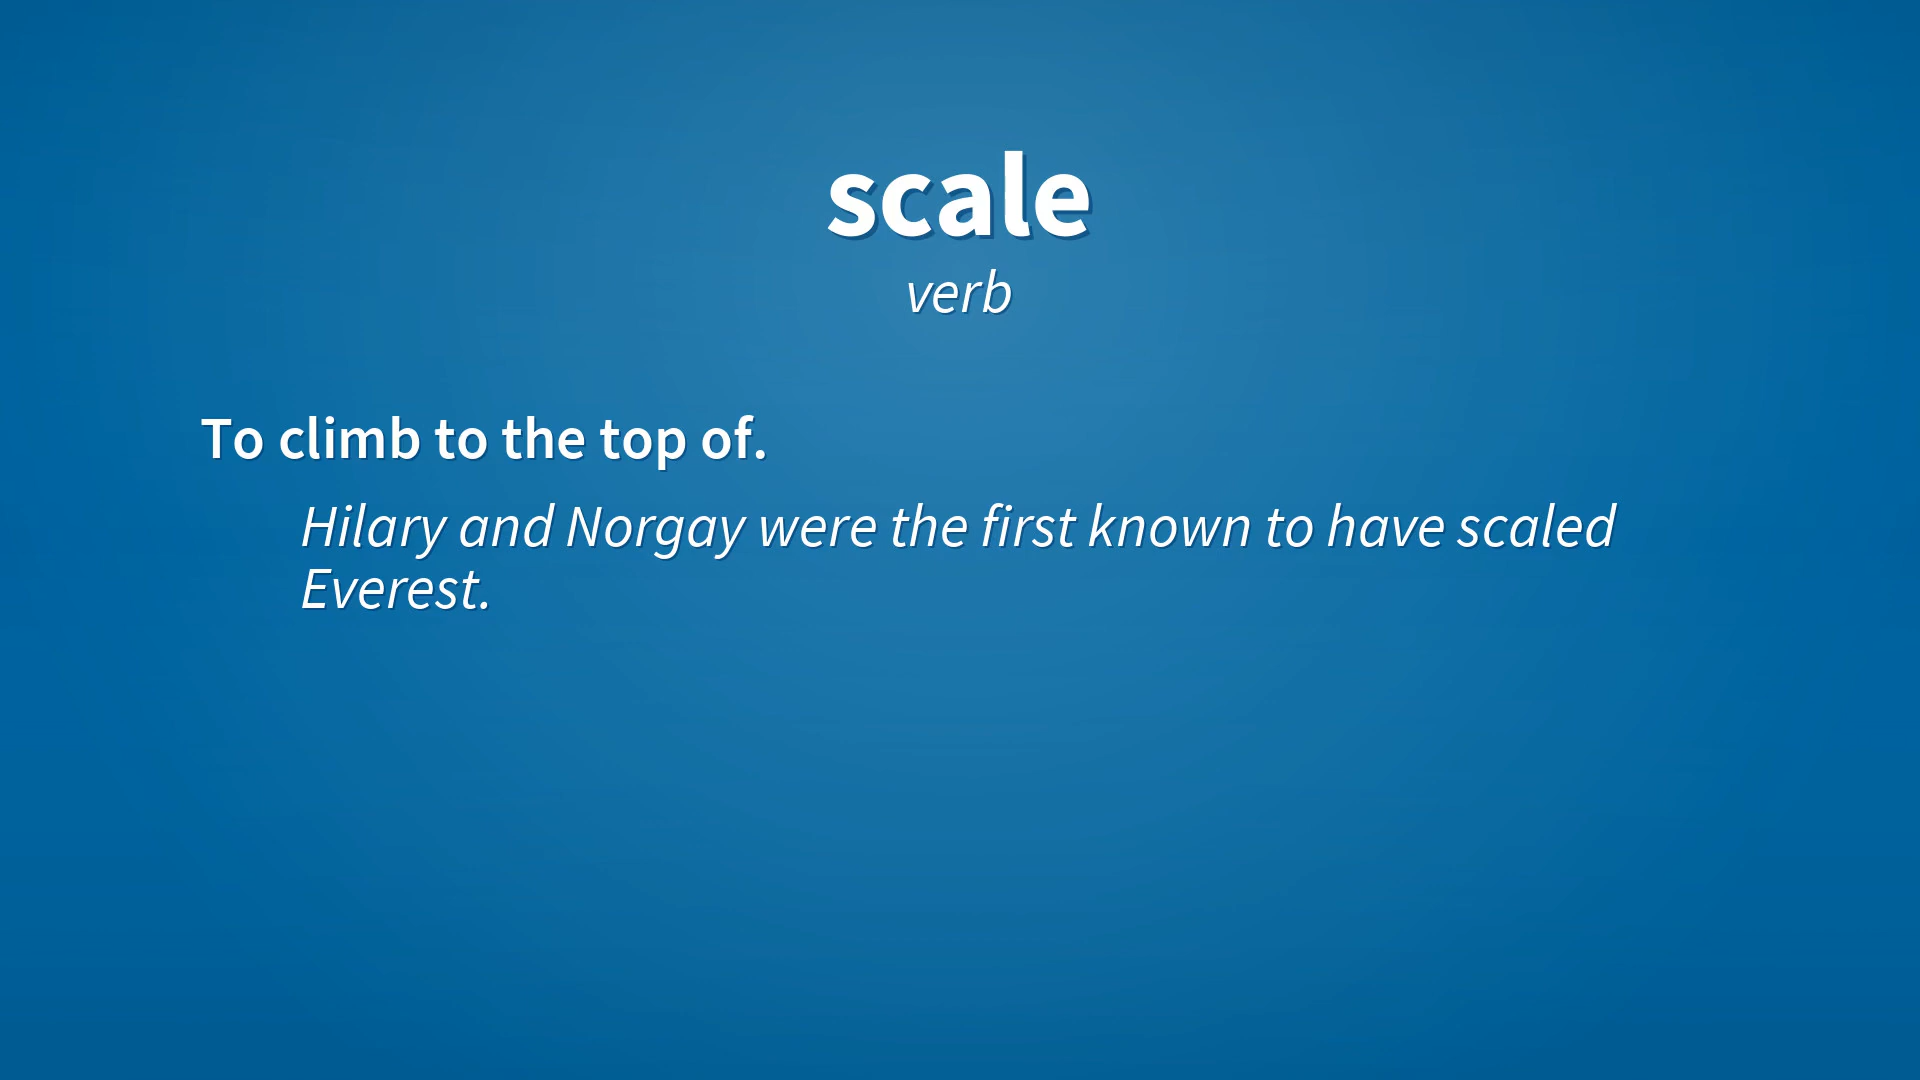 scale
verb
To climb to the top of.
Hilary and Norgay were the first known to have scaled
Everest.